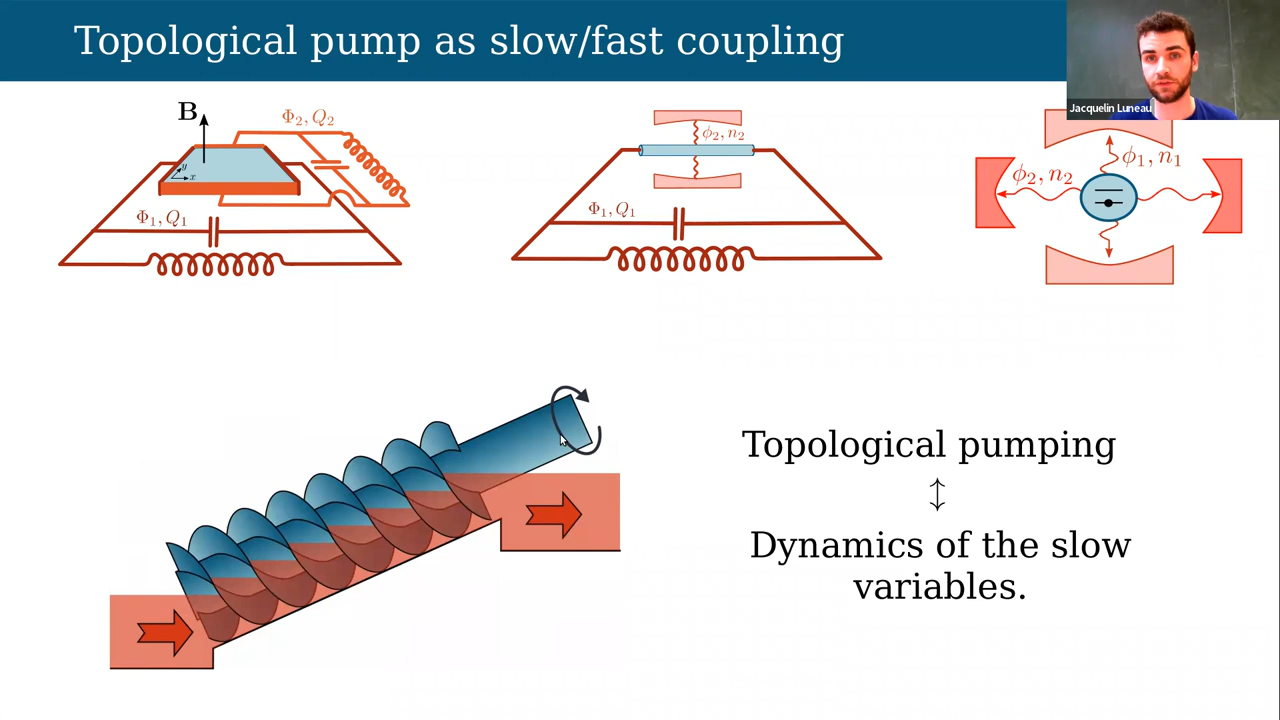 Topological pump as slow/fast coupling
Jacquelin Luneau
B
Φ₂, Q₂
y
x
Φ₁, Q₁
ϕ₂, n₂
Φ₁, Q₁
ϕ₁, n₁
ϕ₂, n₂
Topological pumping
↕
Dynamics of the slow
variables.